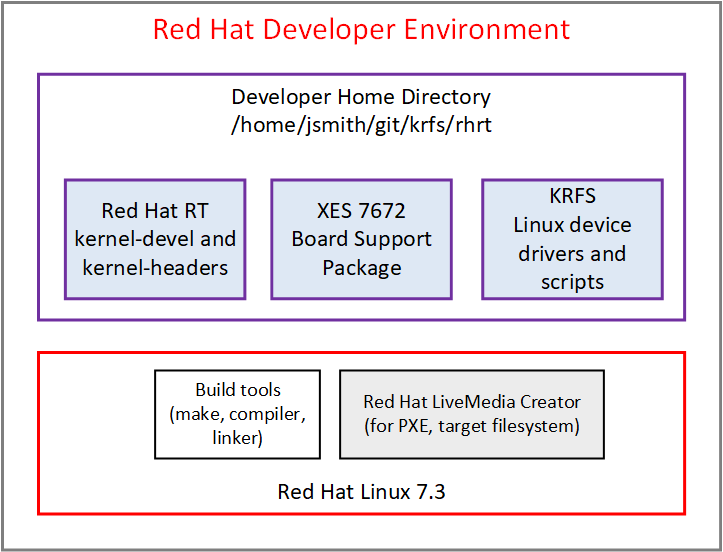 Red Hat Developer Environment
Developer Home Directory
/home/jsmith/git/krfs/rhrt
Red Hat RT
kernel-devel and
kernel-headers
XES 7672
Board Support
Package
KRFS
Linux device
drivers and
scripts
Build tools
(make, compiler,
linker)
Red Hat LiveMedia Creator
(for PXE, target filesystem)
Red Hat Linux 7.3